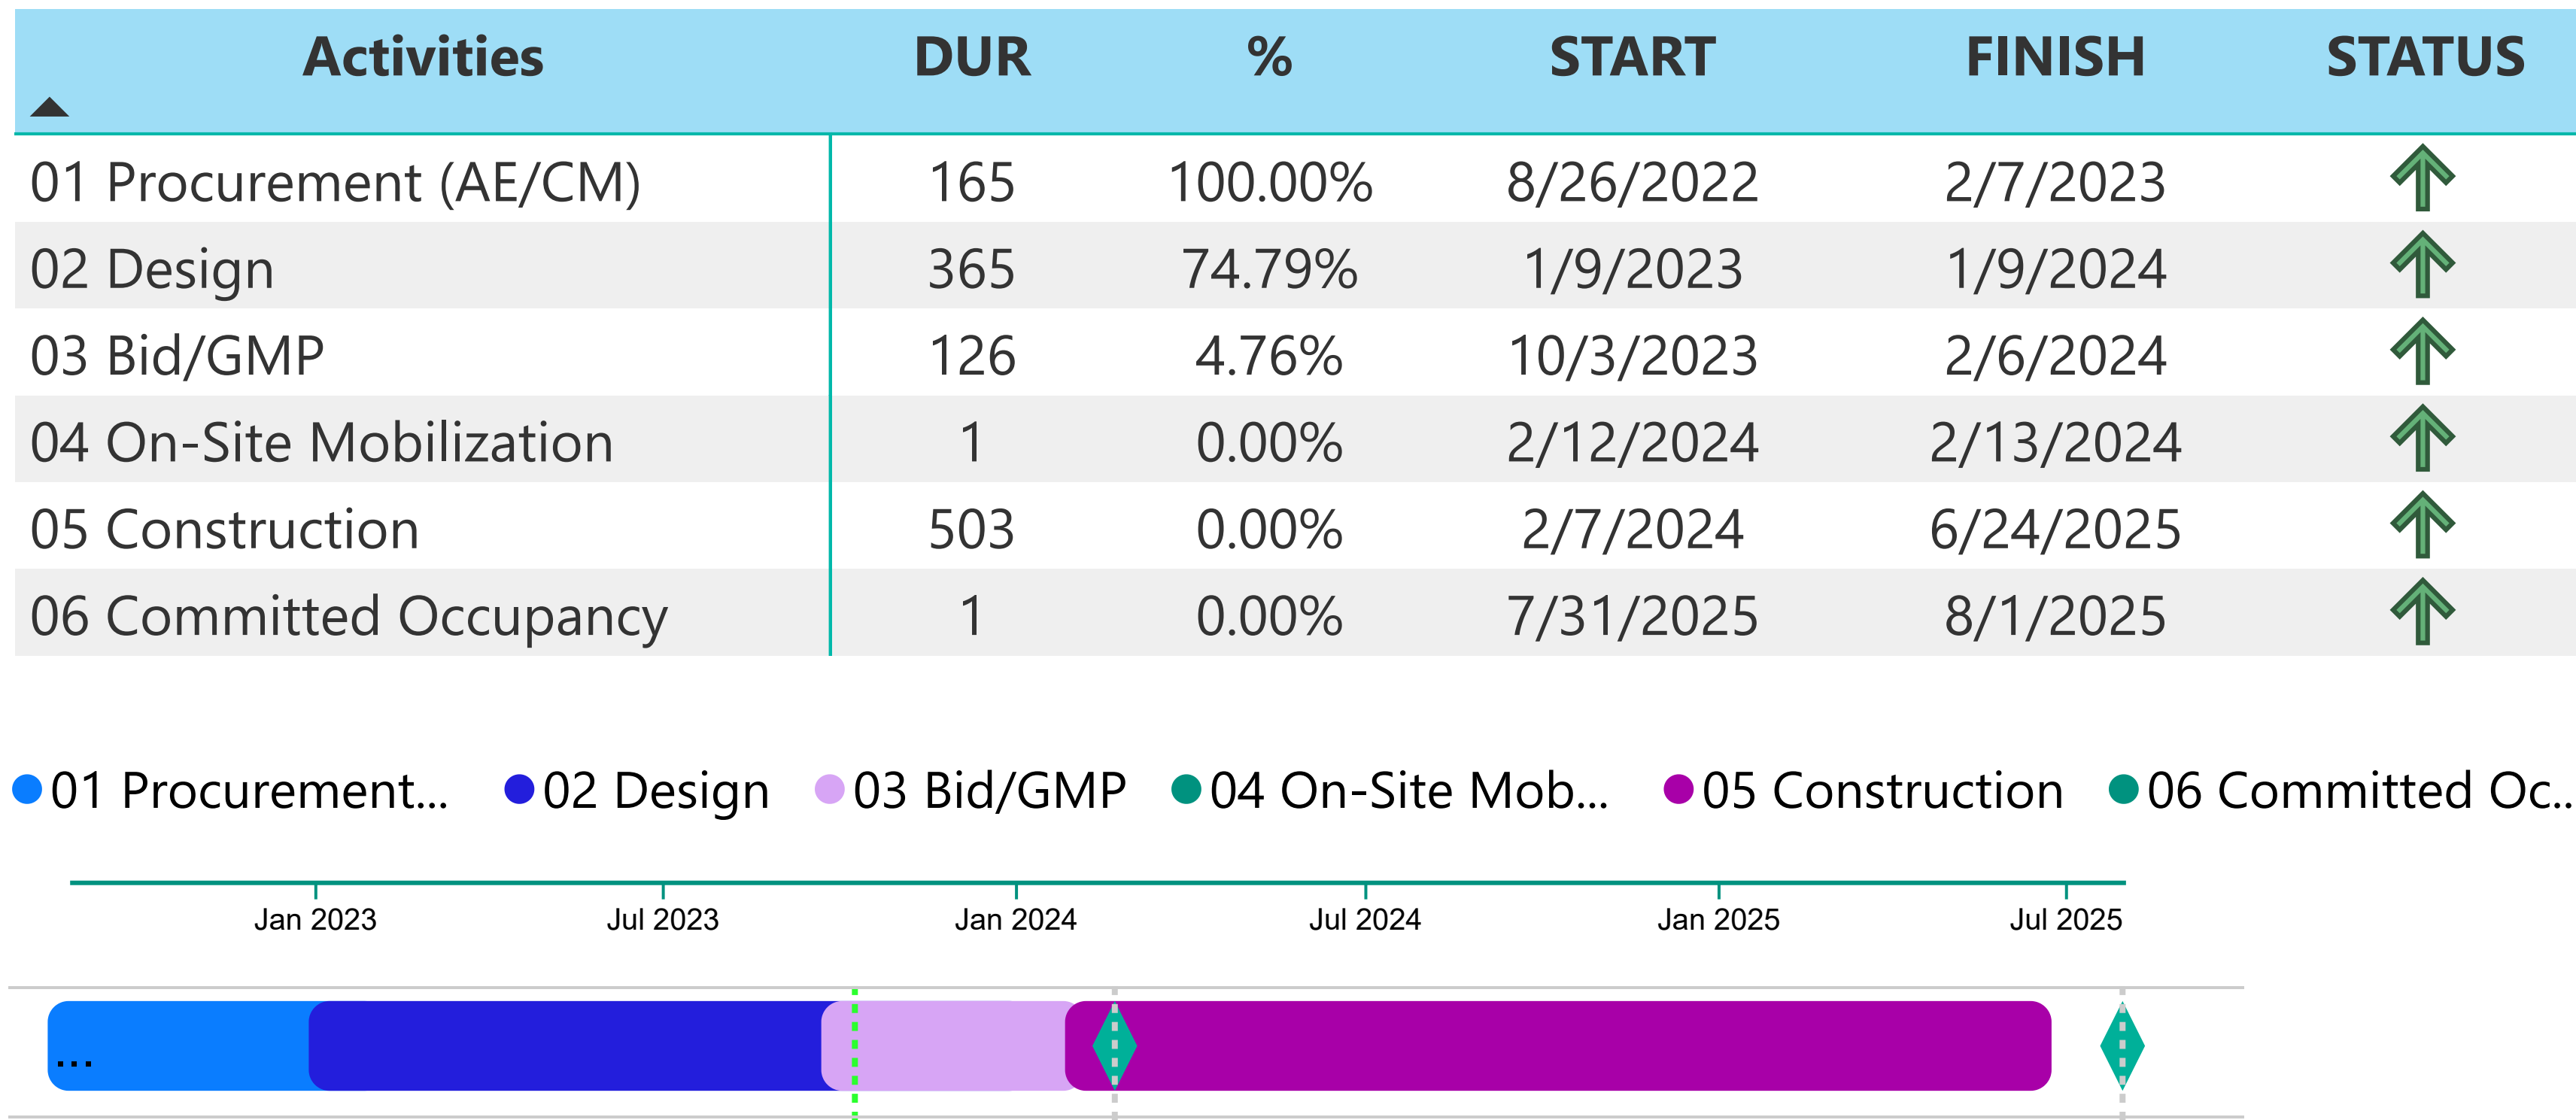 Activities DUR % START FINISH STATUS
01 Procurement (AE/CM) 165 100.00% 8/26/2022 2/7/2023
02 Design 365 74.79% 1/9/2023 1/9/2024
03 Bid/GMP 126 4.76% 10/3/2023 2/6/2024
04 On-Site Mobilization 1 0.00% 2/12/2024 2/13/2024
05 Construction 503 0.00% 2/7/2024 6/24/2025
06 Committed Occupancy 1 0.00% 7/31/2025 8/1/2025
01 Procurement... 02 Design 03 Bid/GMP 04 On-Site Mob... 05 Construction 06 Committed Oc...
Jan 2023 Jul 2023 Jan 2024 Jul 2024 Jan 2025 Jul 2025
...